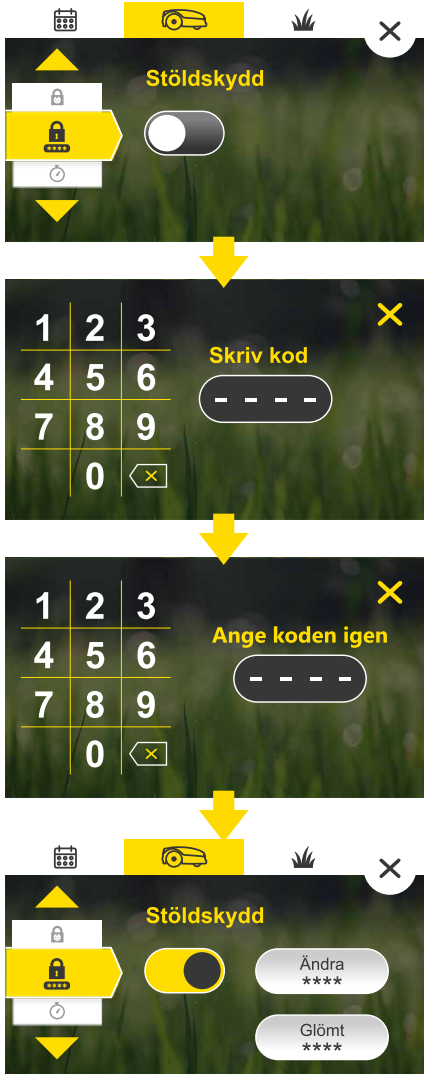 Stöldskydd
****
1 2 3
Skriv kod
4 5 6
- - - -
7 8 9
0
1 2 3
Ange koden igen
4 5 6
- - - -
7 8 9
0
Stöldskydd
Ändra
****
****
Glömt
****